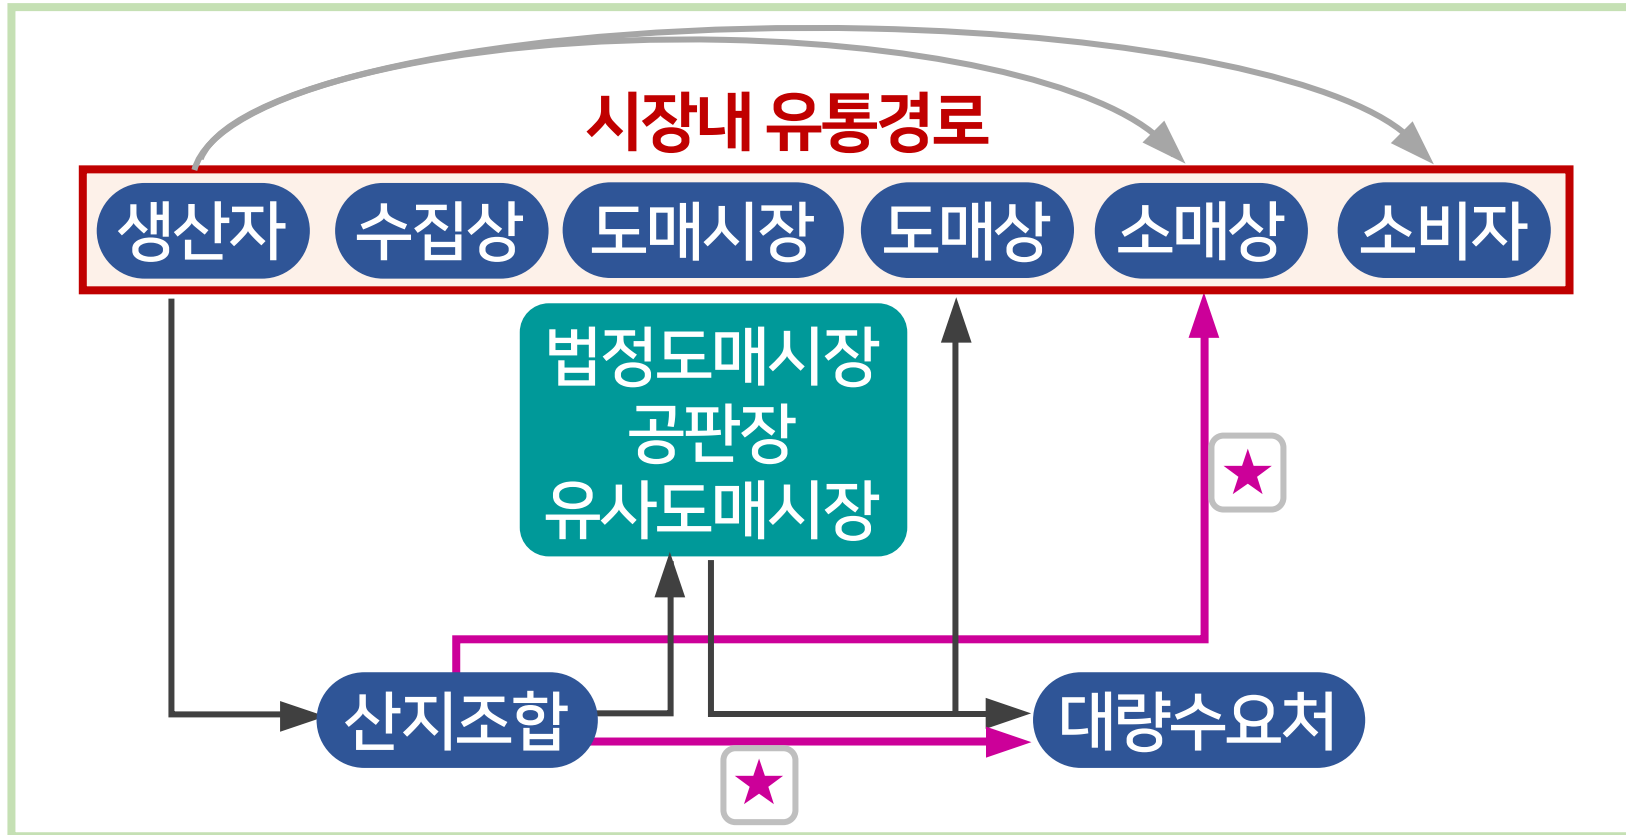 시장내 유통경로
생산자 수집상 도매시장 도매상 소매상 소비자
법정도매시장
공판장
유사도매시장
산지조합 대량수요처